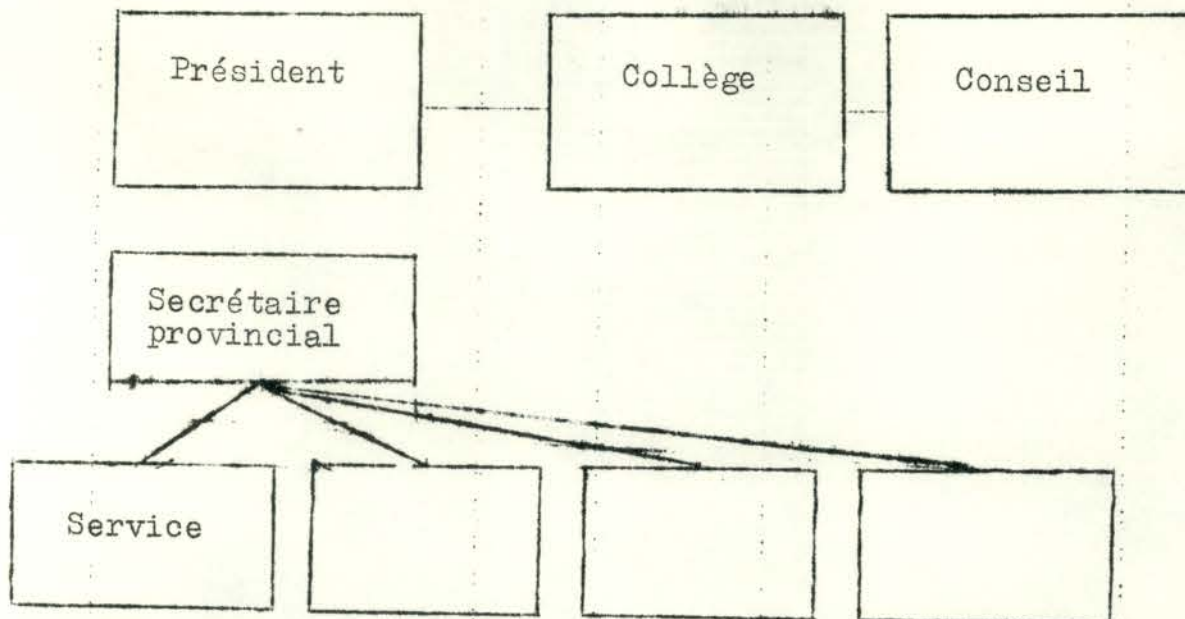 Président
Collège
Conseil
Secrétaire
provincial
Service